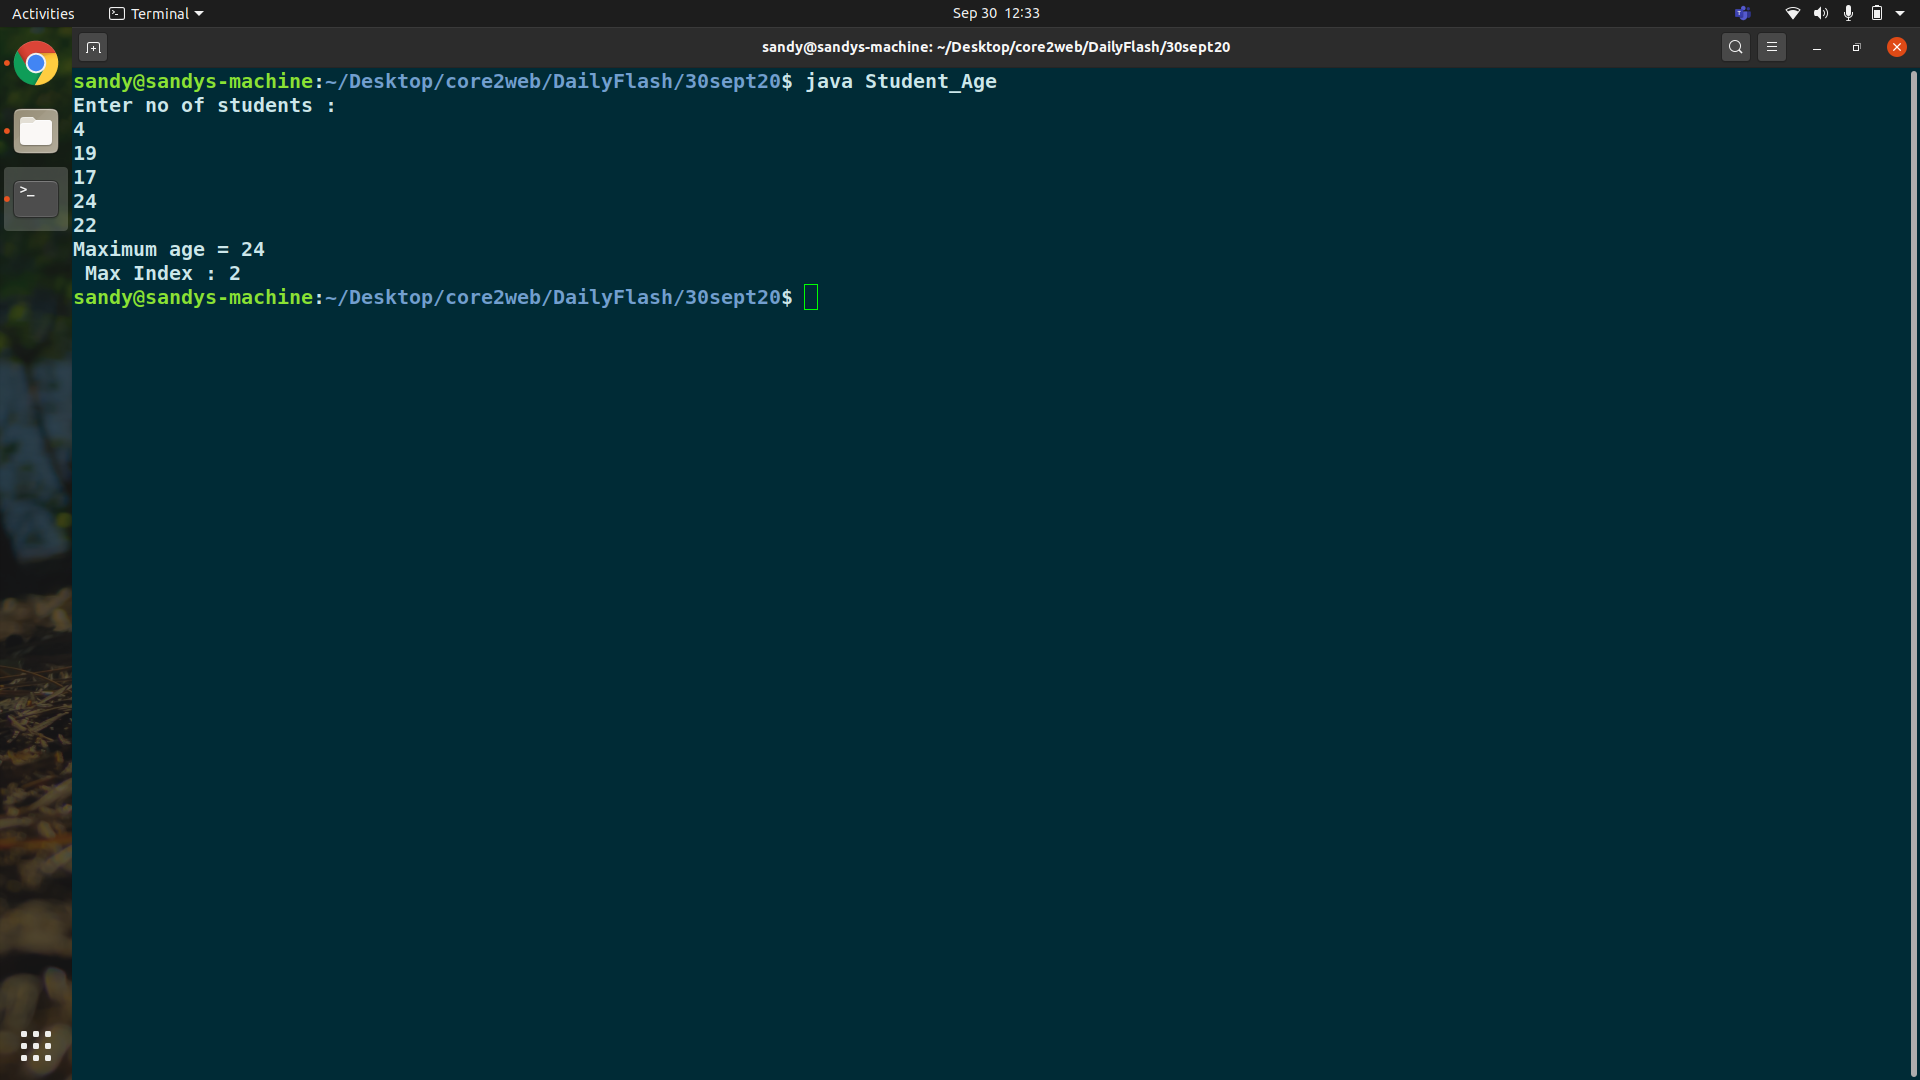 Activities Terminal Sep 30 12:33
sandy@sandys-machine: ~/Desktop/core2web/DailyFlash/30sept20
sandy@sandys-machine:~/Desktop/core2web/DailyFlash/30sept20$ java Student_Age
Enter no of students :
4
19
17
24
22
Maximum age = 24
 Max Index : 2
sandy@sandys-machine:~/Desktop/core2web/DailyFlash/30sept20$